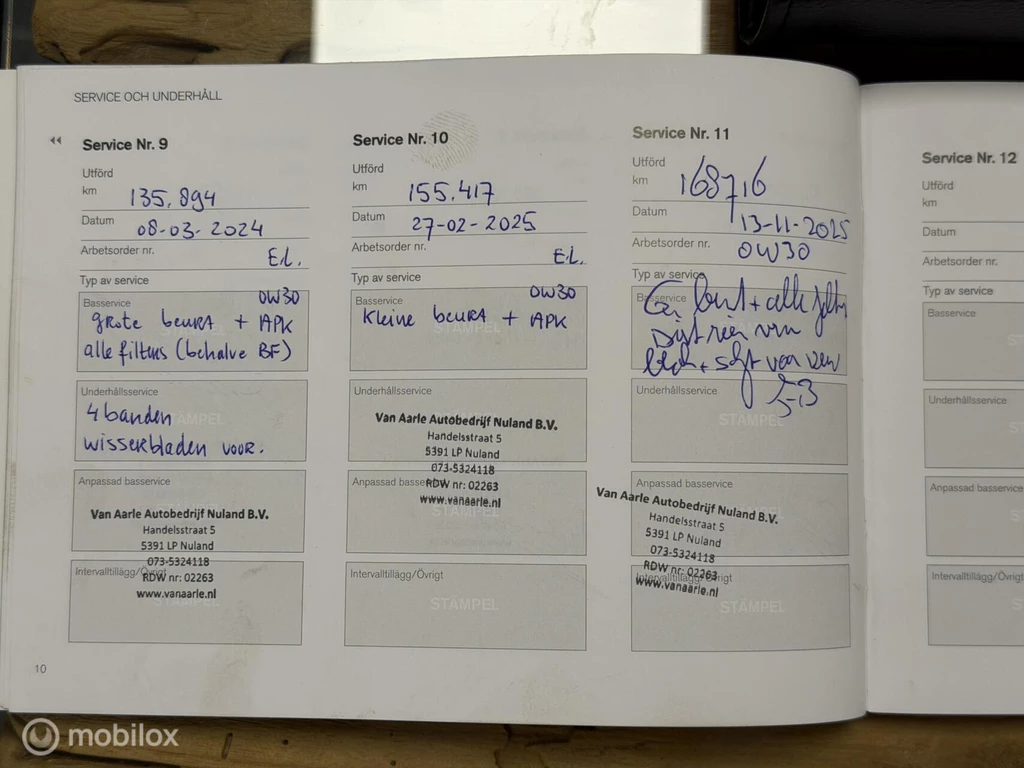 SERVICE OCH UNDERHÅLL
Service Nr. 9
Utförd
km 135.894
Datum 08-03-2024
Arbetsorder nr. E.L.
Typ av service
Basservice 0W30
grote beurt + APK
alle filters (behalve BF)
Underhållsservice
4 banden
STÄMPEL
wisserbladen voor.
Anpassad basservice
Van Aarle Autobedrijf Nuland B.V.
Handelsstraat 5
5391 LP Nuland
073-5324118
Intervalltillägg/Övrigt
RDW nr: 02263
www.vanaarle.nl
STÄMPEL
10
Service Nr. 10
Utförd
km 155.417
Datum 27-02-2025
Arbetsorder nr. E.L.
Typ av service
Basservice 0W30
kleine beurt + APK
STÄMPEL
Underhållsservice
Van Aarle Autobedrijf Nuland B.V.
Handelsstraat 5
5391 LP Nuland
073-5324118
Anpassad basservice
RDW nr: 02263
www.vanaarle.nl
STÄMPEL
Intervalltillägg/Övrigt
STÄMPEL
Service Nr. 11
Utförd
km 168716
Datum 13-11-2025
Arbetsorder nr. 0W30
Typ av service
Basservice
beurt + alle
voor
Underhållsservice
STÄMPEL
Anpassad basservice
Van Aarle Autobedrijf Nuland B.V.
Handelsstraat 5
5391 LP Nuland
073-5324118
RDW nr: 02263
Intervalltillägg/Övrigt
www.vanaarle.nl
STÄMPEL
Service Nr. 12
Utförd
km
Datum
Arbetsorder nr.
Typ av service
Basservice
Underhållsservice
Anpassad basservice
Intervalltillägg/Övrigt
mobilox